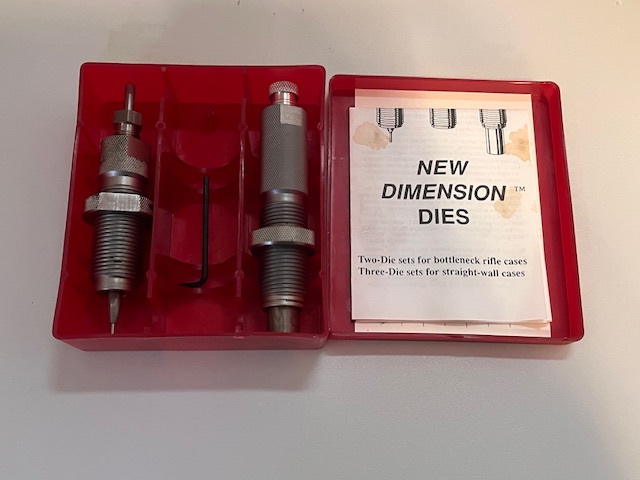 NEW
DIMENSION™
DIES
Two-Die sets for bottleneck rifle cases
Three-Die sets for straight-wall cases